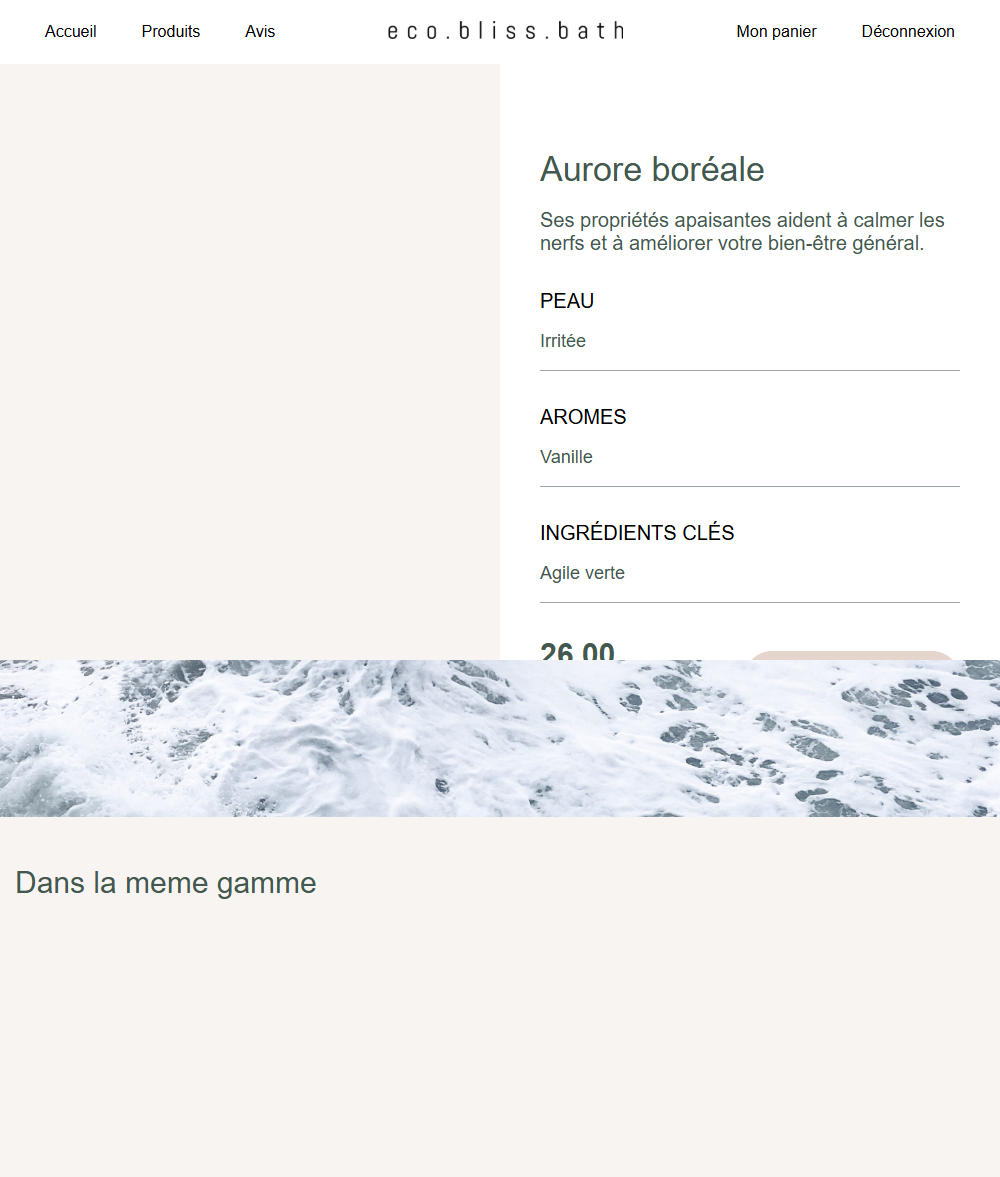 Accueil Produits Avis eco.bliss.bath Mon panier Déconnexion
Aurore boréale
Ses propriétés apaisantes aident à calmer les
nerfs et à améliorer votre bien-être général.
PEAU
Irritée
AROMES
Vanille
INGRÉDIENTS CLÉS
Agile verte
26,00
Dans la meme gamme